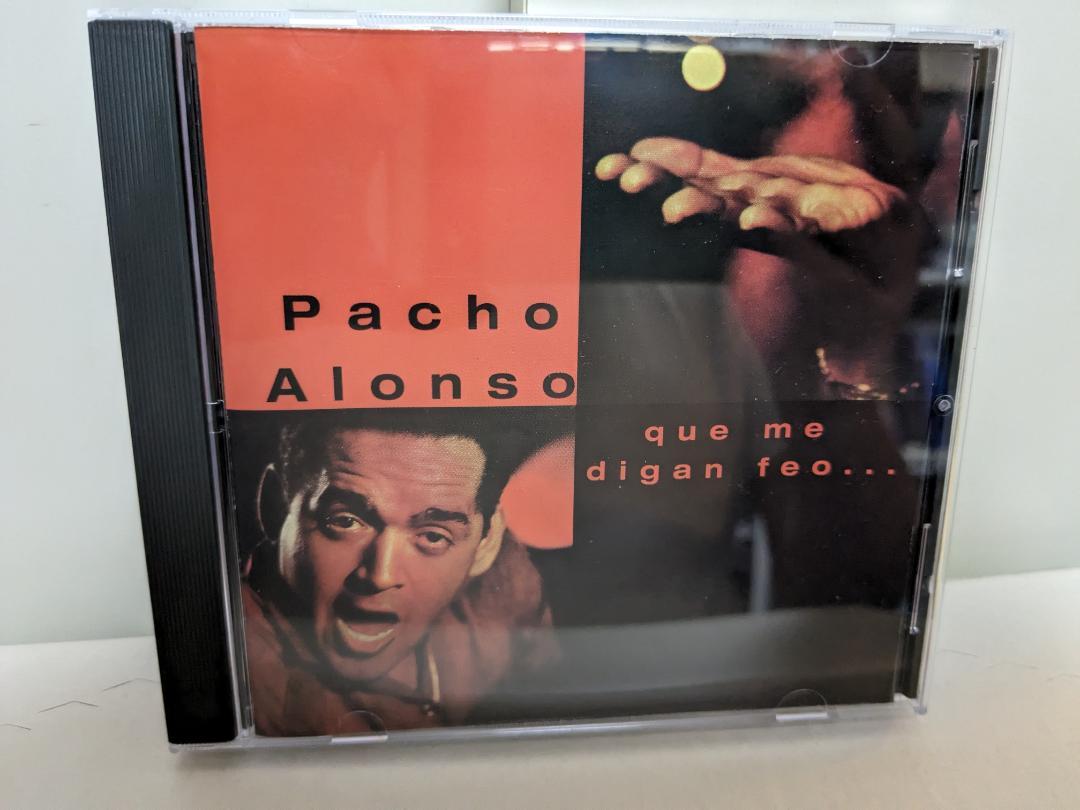 Pacho
Alonso
que me
digan feo...